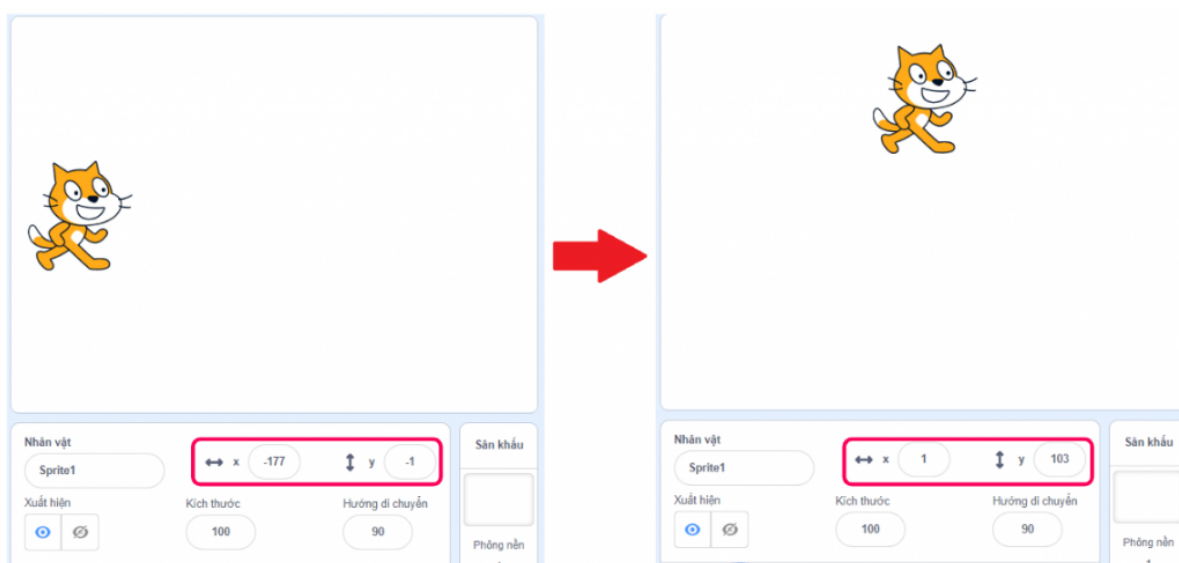 Nhân vật
Sprite1
x -177
y -1
Sân khấu
Xuất hiện
Kích thước
100
Hướng di chuyển
90
Phông nền
Nhân vật
Sprite1
x 1
y 103
Sân khấu
Xuất hiện
Kích thước
100
Hướng di chuyển
90
Phông nền